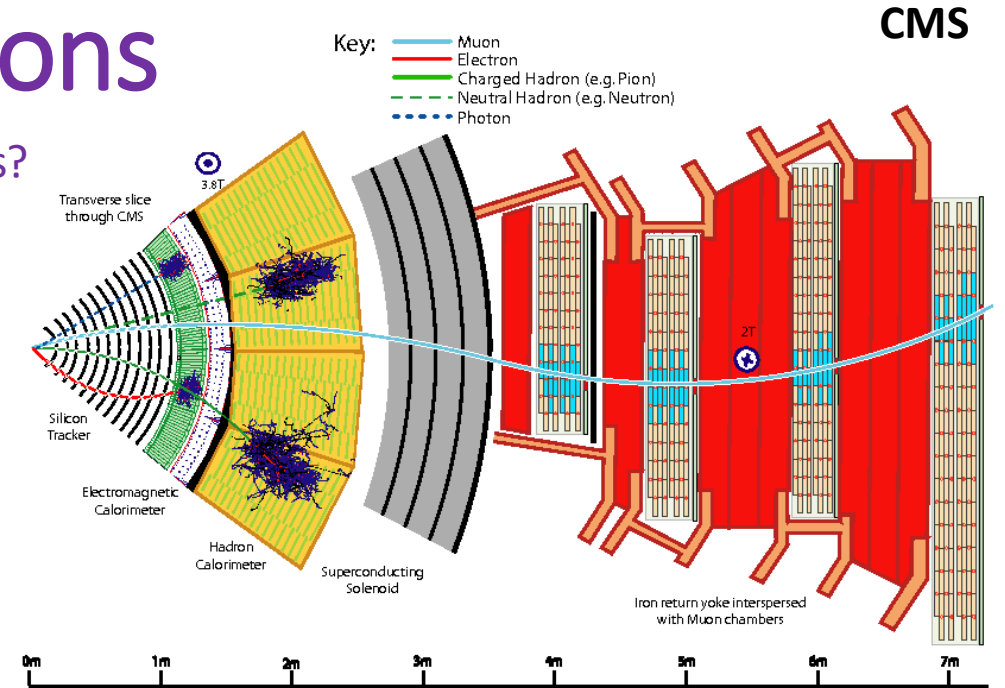 ons
s?
CMS
Key:
Muon
Electron
Charged Hadron (e.g. Pion)
Neutral Hadron (e.g. Neutron)
Photon
3.8T
Transverse slice
through CMS
2T
Silicon
Tracker
Electromagnetic
Calorimeter
Hadron
Calorimeter
Superconducting
Solenoid
Iron return yoke interspersed
with Muon chambers
0m 1m 2m 3m 4m 5m 6m 7m